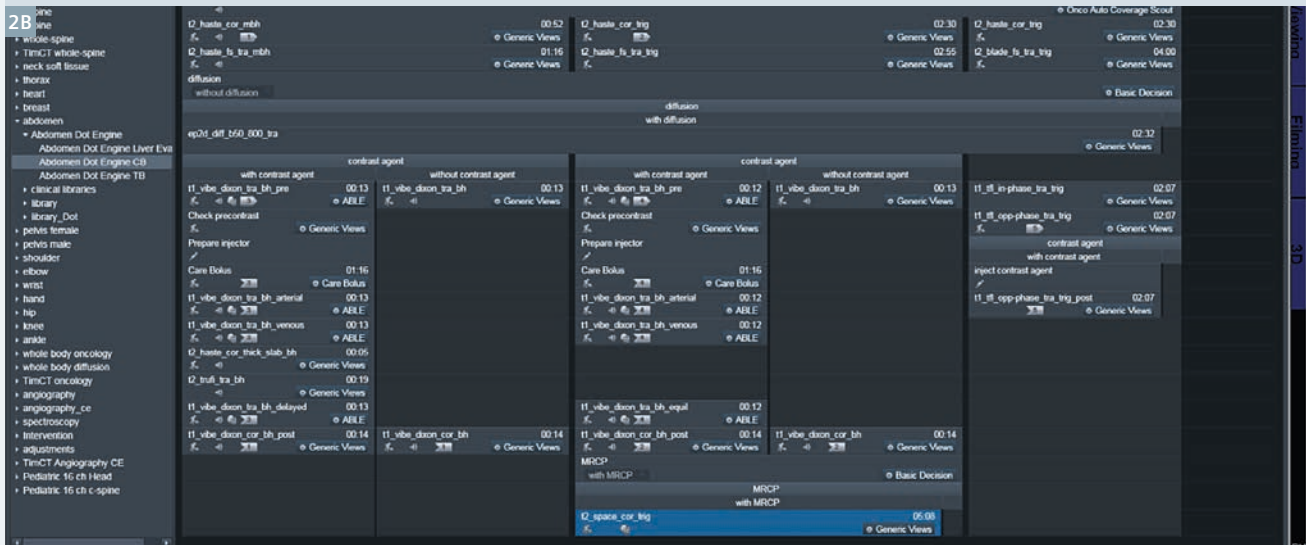 2B
spine
spine
whole-spine
TimCT whole-spine
neck soft tissue
thorax
heart
breast
abdomen
Abdomen Dot Engine
Abdomen Dot Engine Liver Eva
Abdomen Dot Engine CB
Abdomen Dot Engine TB
clinical libraries
library
library_Dot
pelvis female
pelvis male
shoulder
elbow
wrist
hand
hip
knee
ankle
whole body oncology
whole body diffusion
TimCT oncology
angiography
angiography_ce
spectroscopy
Intervention
adjustments
TimCT Angiography CE
Pediatric 16 ch Head
Pediatric 16 ch c-spine
Onco Auto Coverage Scout
t2_haste_cor_mbh 00:52 t2_haste_cor_trig 02:30 t2_haste_cor_trig 02:30
Generic Views Generic Views Generic Views
t2_haste_fs_tra_mbh 01:16 t2_haste_fs_tra_trig 02:55 t2_blade_fs_tra_trig 04:00
Generic Views Generic Views Generic Views
diffusion
without diffusion Basic Decision
diffusion
with diffusion
ep2d_diff_b50_800_tra 02:32
Generic Views
contrast agent contrast agent
with contrast agent without contrast agent with contrast agent without contrast agent
t1_vibe_dixon_tra_bh_pre 00:13 t1_vibe_dixon_tra_bh 00:13 t1_vibe_dixon_tra_bh_pre 00:12 t1_vibe_dixon_tra_bh 00:13 t1_tfl_in-phase_tra_trig 02:07
ABLE Generic Views ABLE Generic Views Generic Views
Check precontrast Check precontrast t1_tfl_opp-phase_tra_trig 02:07
Generic Views Generic Views Generic Views
Prepare injector Prepare injector contrast agent
with contrast agent
Care Bolus 01:16 Care Bolus 01:16 inject contrast agent
Care Bolus Care Bolus
t1_vibe_dixon_tra_bh_arterial 00:13 t1_vibe_dixon_tra_bh_arterial 00:12 t1_tfl_opp-phase_tra_trig_post 02:07
ABLE ABLE Generic Views
t1_vibe_dixon_tra_bh_venous 00:13 t1_vibe_dixon_tra_bh_venous 00:12
ABLE ABLE
t2_haste_cor_thick_slab_bh 00:05
Generic Views
t2_trufi_tra_bh 00:19
Generic Views
t1_vibe_dixon_tra_bh_delayed 00:13 t1_vibe_dixon_tra_bh_equil 00:12
ABLE ABLE
t1_vibe_dixon_cor_bh_post 00:14 t1_vibe_dixon_cor_bh 00:14 t1_vibe_dixon_cor_bh_post 00:14 t1_vibe_dixon_cor_bh 00:14
Generic Views Generic Views Generic Views Generic Views
MRCP
with MRCP Basic Decision
MRCP
with MRCP
t2_space_cor_trig 05:08
Generic Views
Viewing
Filming
3D